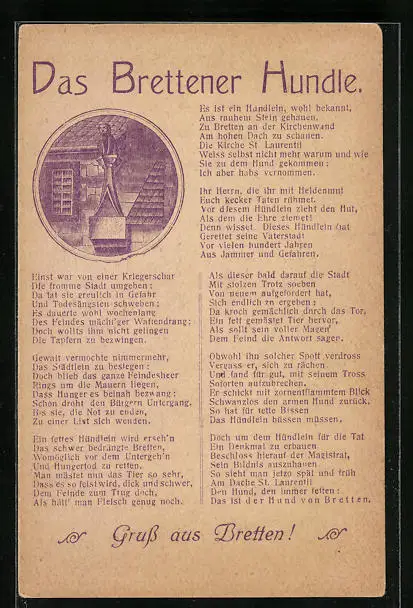 Das Brettener Hundle.
Es ist ein Hündlein, wohl bekannt,
Aus rauhem Stein gehauen,
Zu Bretten an der Kirchenwand
Am hohen Dach zu schauen.
Die Kirche St. Laurentii
Weiss selbst nicht mehr warum und wie
Sie zu dem Hund gekommen:
Ich aber habs vernommen.
Ihr Herrn, die ihr mit Heldenmut
Euch kecker Taten rühmet,
Vor diesem Hündlein zieht den Hut,
Als dem die Ehre ziemet!
Denn wisset: Dieses Hündlein hat
Gerettet seine Vaterstadt
Vor vielen hundert Jahren
Aus Jammer und Gefahren.
Einst war von einer Kriegerschar
Die fromme Stadt umgeben:
Da tat sie greulich in Gefahr
Und Todesängsten schweben;
Es dauerte wohl wochenlang
Des Feindes mächt'ger Waffendrang:
Doch wollts ihm nicht gelingen
Die Tapfern zu bezwingen.
Gewalt vermochte nimmermehr,
Das Städtlein zu besiegen:
Doch blieb das ganze Feindesheer
Rings um die Mauern liegen,
Dass Hunger es beinah bezwang:
Schon droht den Bürgern Untergang,
Bis sie, die Not zu enden,
Zu einer List sich wenden.
Ein fettes Hündlein wird erseh'n
Das schwer bedrängte Bretten,
Womöglich vor dem Untergeh'n
Und Hungertod zu retten.
Man mästet nun das Tier so sehr,
Dass es so feist wird, dick und schwer,
Dem Feinde zum Trug doch,
Als hätt' man Fleisch genug noch.
Als dieser bald darauf die Stadt
Mit stolzen Trotz soeben
Von neuem aufgefordert hat,
Sich endlich zu ergeben:
Da kroch gemächlich durch das Tor,
Ein fett gemästet Tier hervor,
Als sollt sein voller Magen
Dem Feind die Antwort sagen.
Obwohl ihn solcher Spott verdross
Vergass er, sich zu rächen
Und fand für gut, mit seinem Tross
Sofort aufzubrechen.
Er schickt mit zornentflammtem Blick
Schwanzlos den armen Hund zurück,
So hat für fette Bissen
Das Hündlein büssen müssen.
Doch um dem Hündlein für die Tat
Ein Denkmal zu erbauen
Beschloss hierauf der Magistrat,
Sein Bildnis auszuhauen.
So sieht man jetzo spät und früh
Am Dache St. Laurentii
Den Hund, den immer fetten:
Das ist der Hund von Bretten.
Gruß aus Bretten!